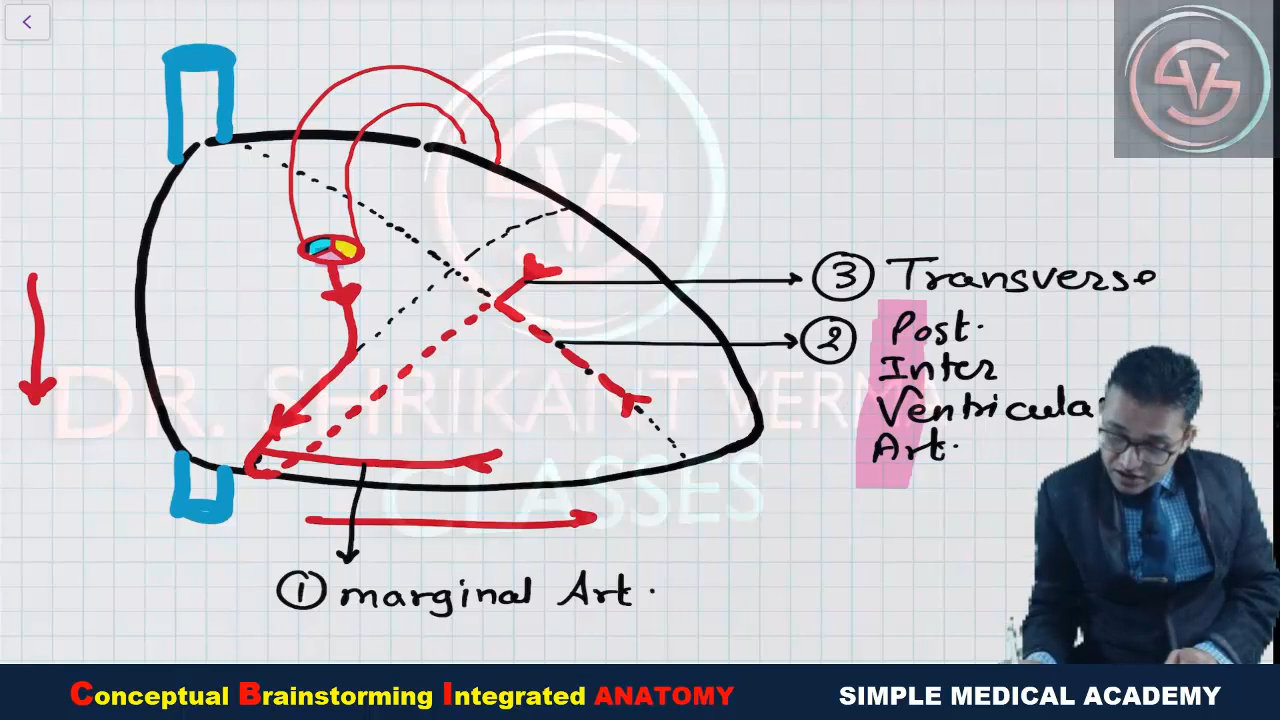 DR. SHRIKANT VERMA
CLASSES
③ Transverse
② Post.
Inter
Ventricula
Art.
① marginal Art.
Conceptual Brainstorming Integrated ANATOMY
SIMPLE MEDICAL ACADEMY